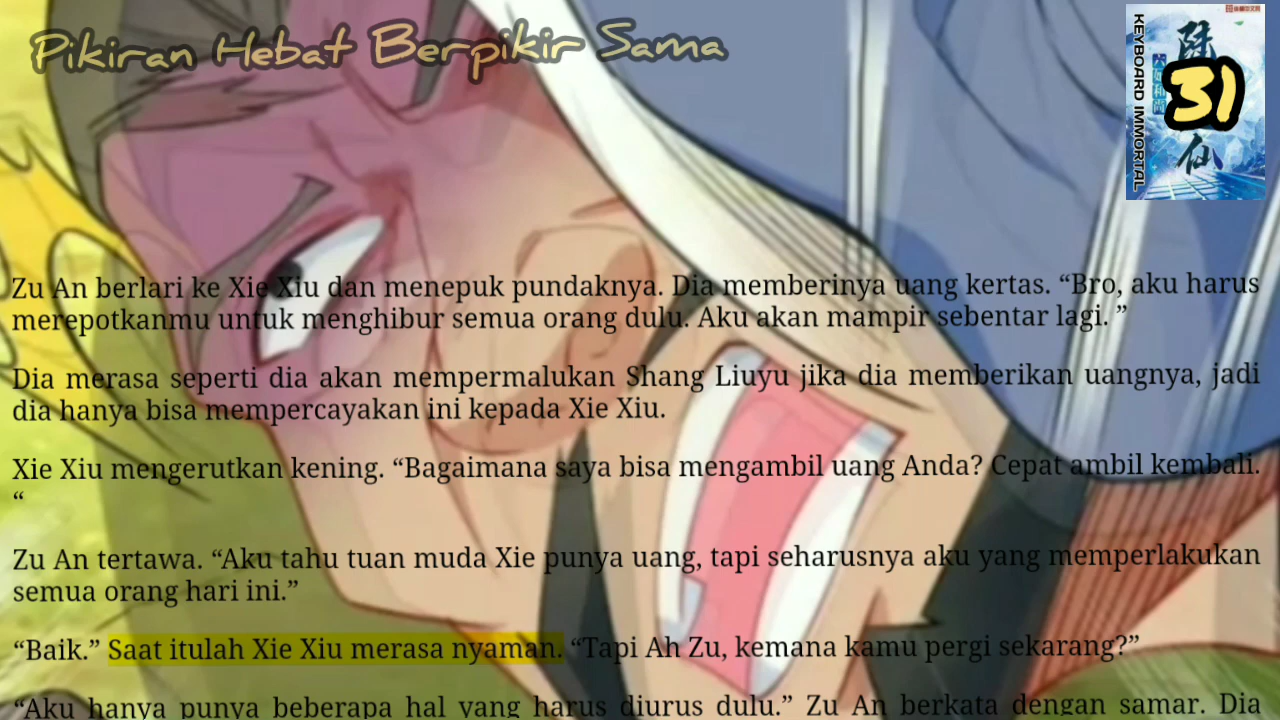 Pikiran Hebat Berpikir Sama
KEYBOARD IMMORTAL
陆
31
仙
Zu An berlari ke Xie Xiu dan menepuk pundaknya. Dia memberinya uang kertas. “Bro, aku harus
merepotkanmu untuk menghibur semua orang dulu. Aku akan mampir sebentar lagi. ”
Dia merasa seperti dia akan mempermalukan Shang Liuyu jika dia memberikan uangnya, jadi
dia hanya bisa mempercayakan ini kepada Xie Xiu.
Xie Xiu mengerutkan kening. “Bagaimana saya bisa mengambil uang Anda? Cepat ambil kembali.
“
Zu An tertawa. “Aku tahu tuan muda Xie punya uang, tapi seharusnya aku yang memperlakukan
semua orang hari ini.”
“Baik.” Saat itulah Xie Xiu merasa nyaman. “Tapi Ah Zu, kemana kamu pergi sekarang?”
“Aku hanya punya beberapa hal yang harus diurus dulu.” Zu An berkata dengan samar. Dia